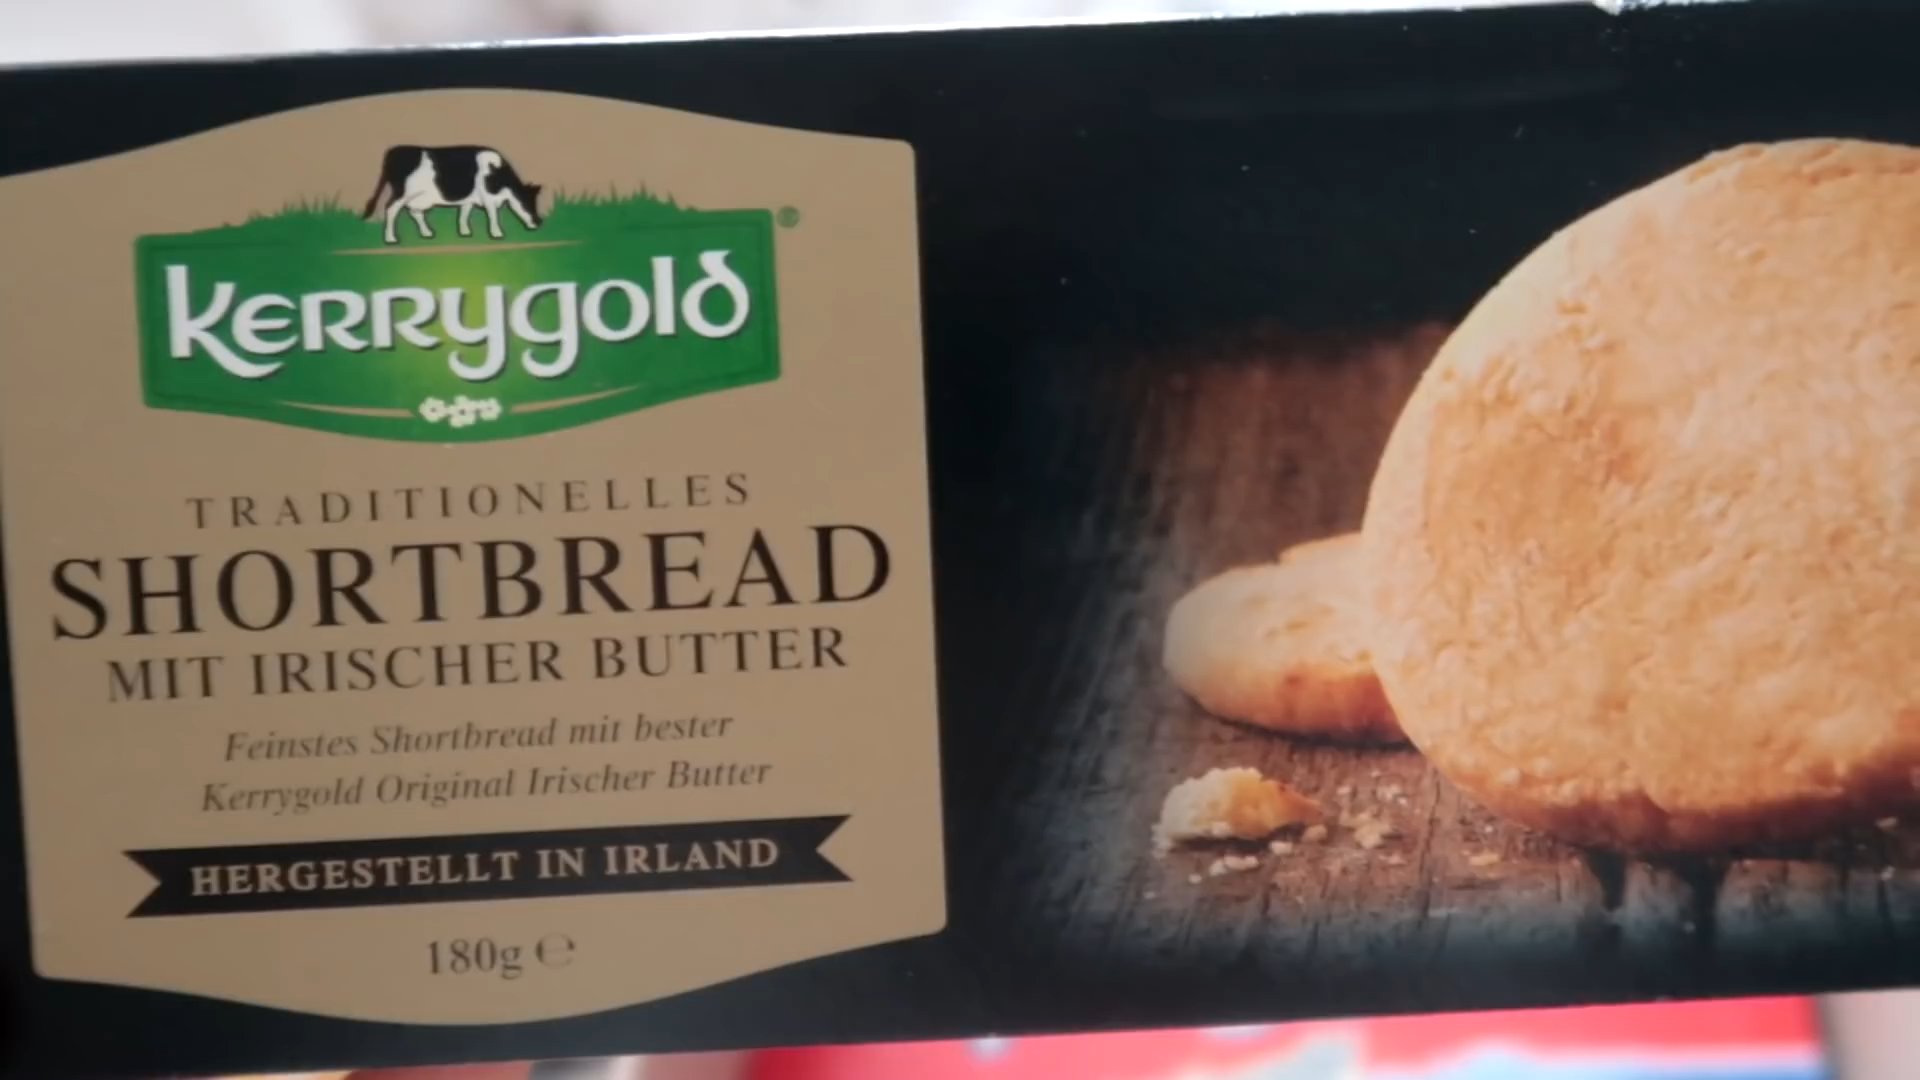 Kerrygold®
TRADITIONELLES
SHORTBREAD
MIT IRISCHER BUTTER
Feinstes Shortbread mit bester
Kerrygold Original Irischer Butter
HERGESTELLT IN IRLAND
180g ℮